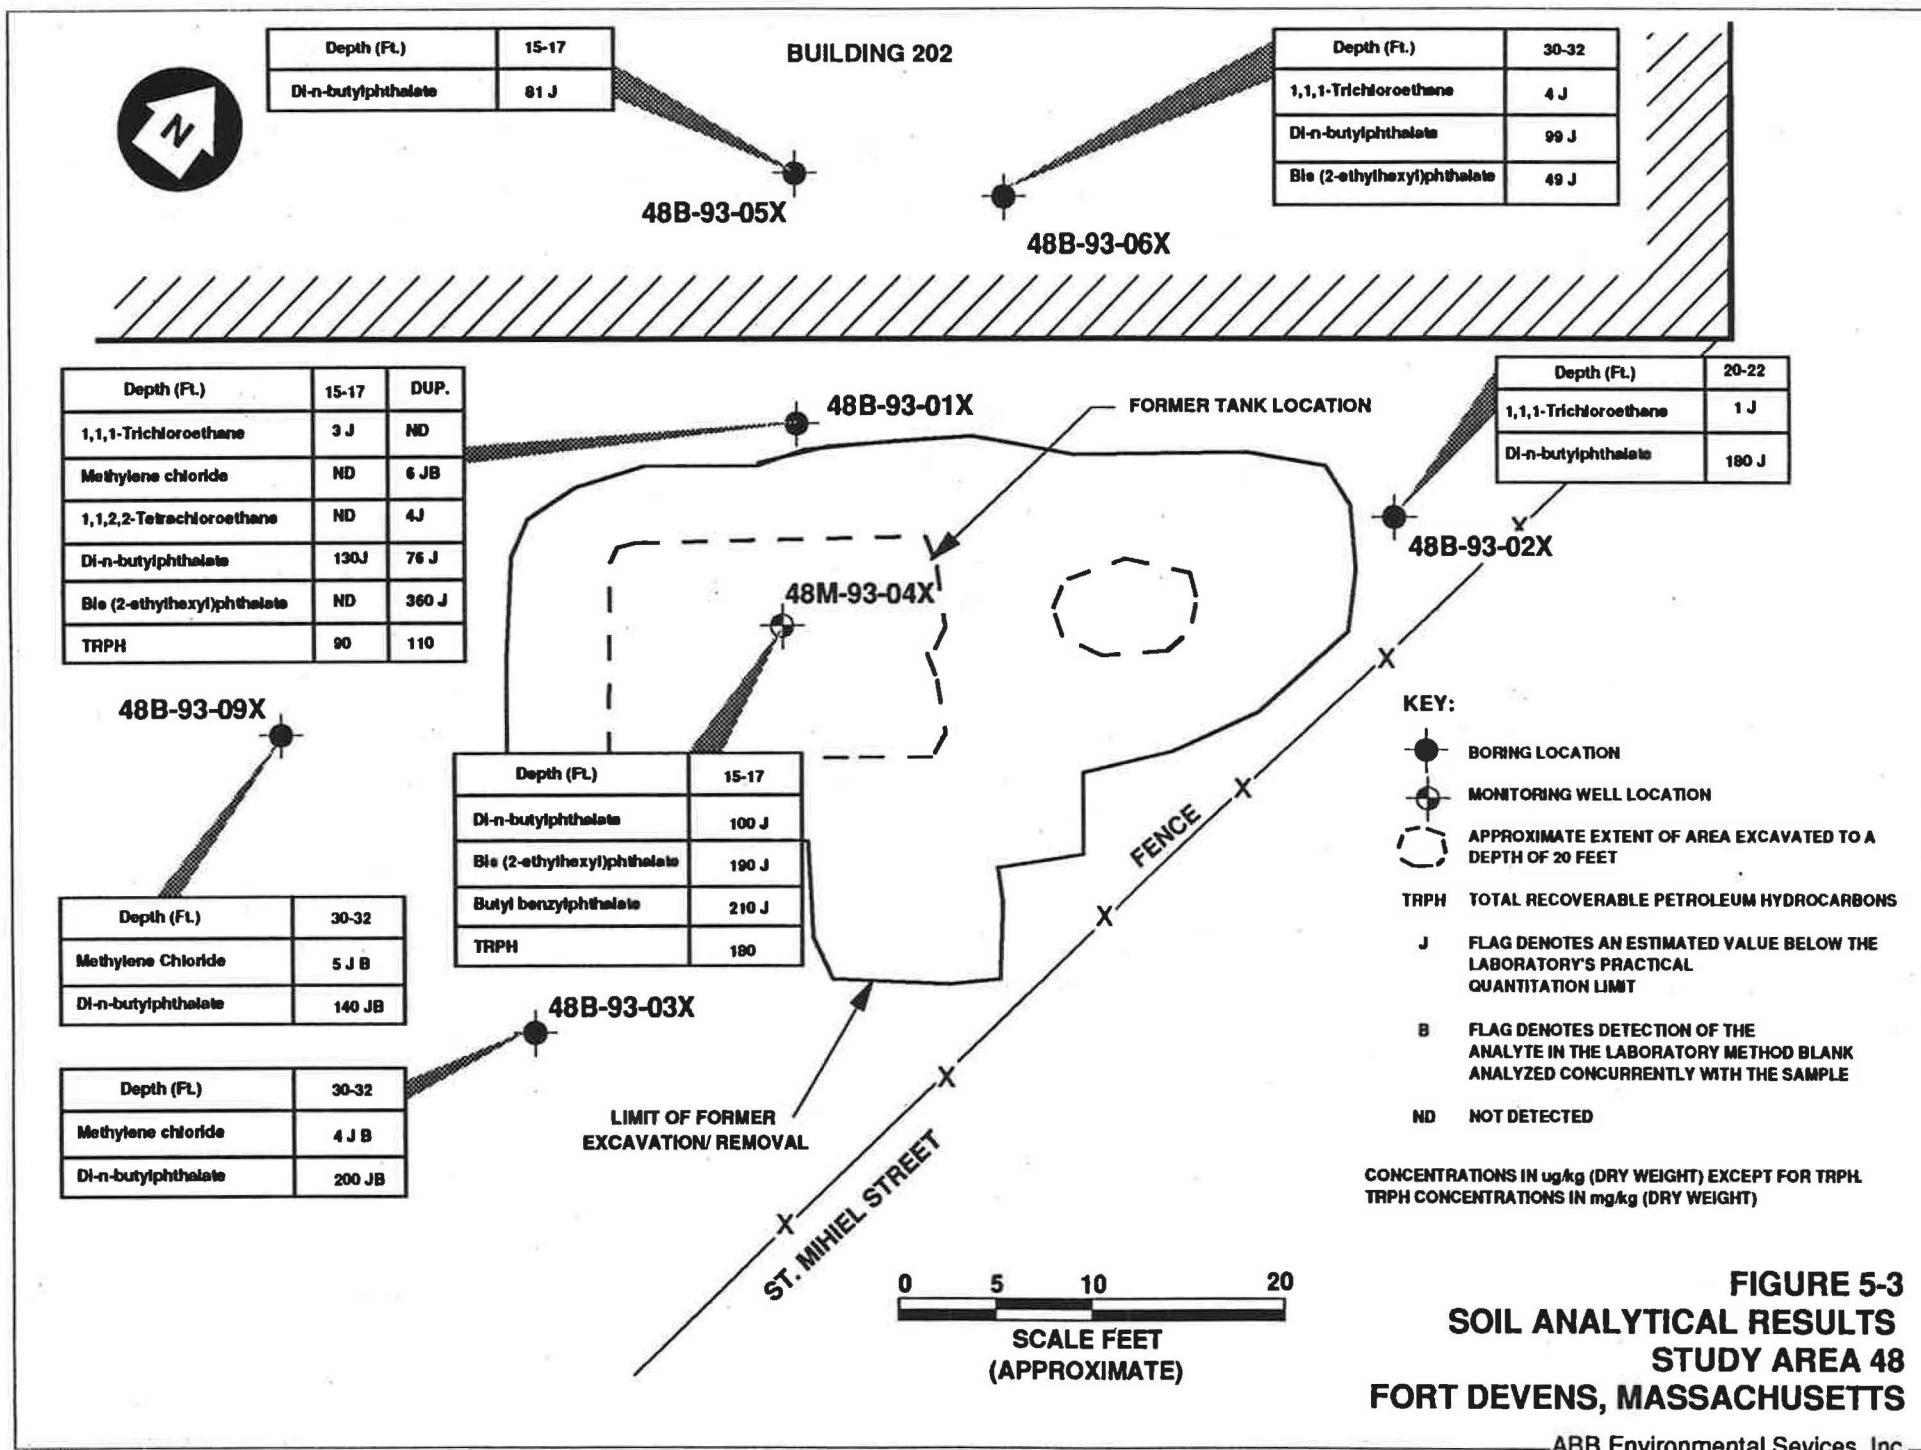 BUILDING 202
Depth (Ft.) 15-17
Di-n-butylphthalate 81 J
Depth (Ft.) 30-32
1,1,1-Trichloroethane 4 J
Di-n-butylphthalate 99 J
Bis (2-ethylhexyl)phthalate 49 J
N
48B-93-05X
48B-93-06X
Depth (Ft.) 15-17 DUP.
1,1,1-Trichloroethane 3 J ND
Methylene chloride ND 6 JB
1,1,2,2-Tetrachloroethane ND 4J
Di-n-butylphthalate 130J 76 J
Bis (2-ethylhexyl)phthalate ND 360 J
TRPH 90 110
48B-93-01X
FORMER TANK LOCATION
Depth (Ft.) 20-22
1,1,1-Trichloroethane 1 J
Di-n-butylphthalate 180 J
48B-93-02X
48M-93-04X
48B-93-09X
Depth (Ft.) 15-17
Di-n-butylphthalate 100 J
Bis (2-ethylhexyl)phthalate 190 J
Butyl benzylphthalate 210 J
TRPH 180
Depth (Ft.) 30-32
Methylene Chloride 5 J B
Di-n-butylphthalate 140 JB
48B-93-03X
Depth (Ft.) 30-32
Methylene chloride 4 J B
Di-n-butylphthalate 200 JB
LIMIT OF FORMER
EXCAVATION/ REMOVAL
FENCE
X
X
X
X
X
X
ST. MIHIEL STREET
KEY:
BORING LOCATION
MONITORING WELL LOCATION
APPROXIMATE EXTENT OF AREA EXCAVATED TO A
DEPTH OF 20 FEET
TRPH TOTAL RECOVERABLE PETROLEUM HYDROCARBONS
J FLAG DENOTES AN ESTIMATED VALUE BELOW THE
LABORATORY'S PRACTICAL
QUANTITATION LIMIT
B FLAG DENOTES DETECTION OF THE
ANALYTE IN THE LABORATORY METHOD BLANK
ANALYZED CONCURRENTLY WITH THE SAMPLE
ND NOT DETECTED
CONCENTRATIONS IN ug/kg (DRY WEIGHT) EXCEPT FOR TRPH.
TRPH CONCENTRATIONS IN mg/kg (DRY WEIGHT)
0 5 10 20
SCALE FEET
(APPROXIMATE)
FIGURE 5-3
SOIL ANALYTICAL RESULTS
STUDY AREA 48
FORT DEVENS, MASSACHUSETTS
ABB Environmental Sevices, Inc.